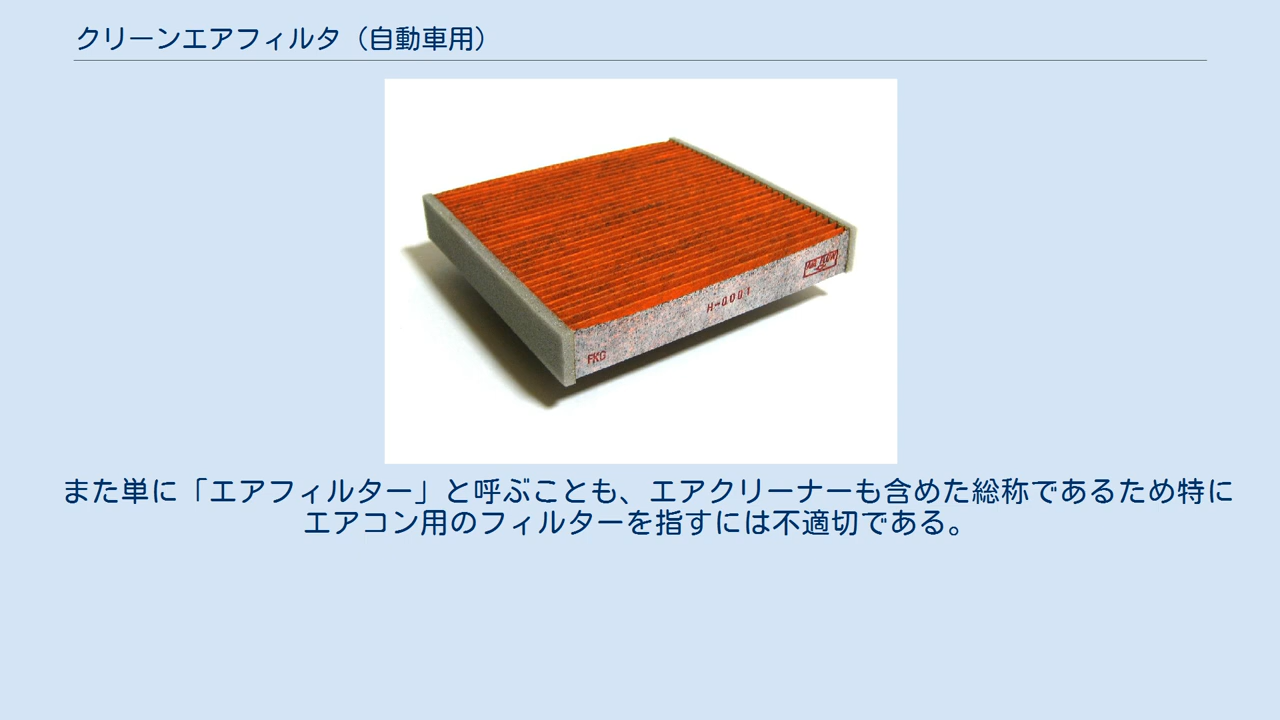 クリーンエアフィルタ（自動車用）
H-0001
FKG
また単に「エアフィルター」と呼ぶことも、エアクリーナーも含めた総称であるため特に
エアコン用のフィルターを指すには不適切である。